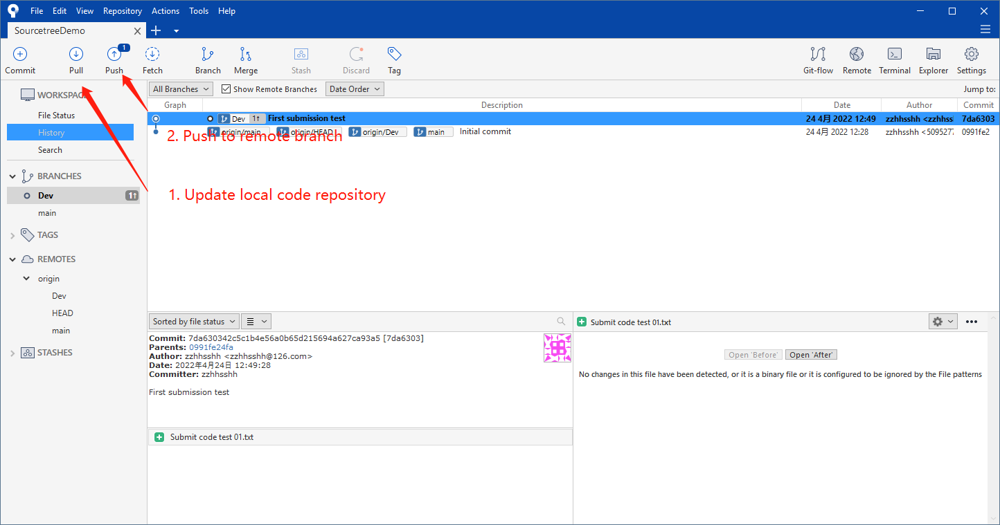 File Edit View Repository Actions Tools Help
SourcetreeDemo
Commit Pull Push 1 Fetch Branch Merge Stash Discard Tag Git-flow Remote Terminal Explorer Settings
WORKSPACE
File Status
History
Search
BRANCHES
Dev 1↑
main
TAGS
REMOTES
origin
Dev
HEAD
main
STASHES
All Branches Show Remote Branches Date Order Jump to:
Graph Description Date Author Commit
Dev 1↑ First submission test 24 4月 2022 12:49 zzhhsshh <zzhhssh 7da6303
origin/main origin/HEAD origin/Dev main Initial commit 24 4月 2022 12:28 zzhhsshh <5095277 0991fe2
2. Push to remote branch
1. Update local code repository
Sorted by file status
Commit: 7da630342c5c1b4e56a0b65d215694a627ca93a5 [7da6303]
Parents: 0991fe24fa
Author: zzhhsshh <zzhhsshh@126.com>
Date: 2022年4月24日 12:49:28
Committer: zzhhsshh
First submission test
Submit code test 01.txt
Submit code test 01.txt
Open 'Before' Open 'After'
No changes in this file have been detected, or it is a binary file or it is configured to be ignored by the File patterns